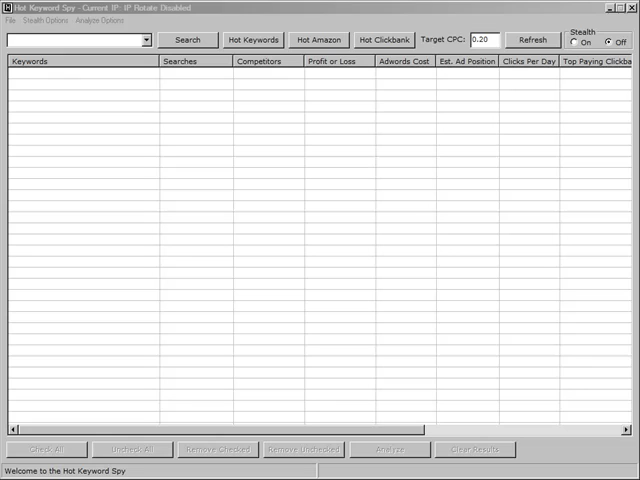 Hot Keyword Spy - Current IP: IP Rotate Disabled
File Stealth Options Analyze Options
Search Hot Keywords Hot Amazon Hot Clickbank Target CPC: 0.20 Refresh Stealth On Off
Keywords Searches Competitors Profit or Loss Adwords Cost Est. Ad Position Clicks Per Day Top Paying Clickba
Check All Uncheck All Remove Checked Remove Unchecked Analyze Clear Results
Welcome to the Hot Keyword Spy